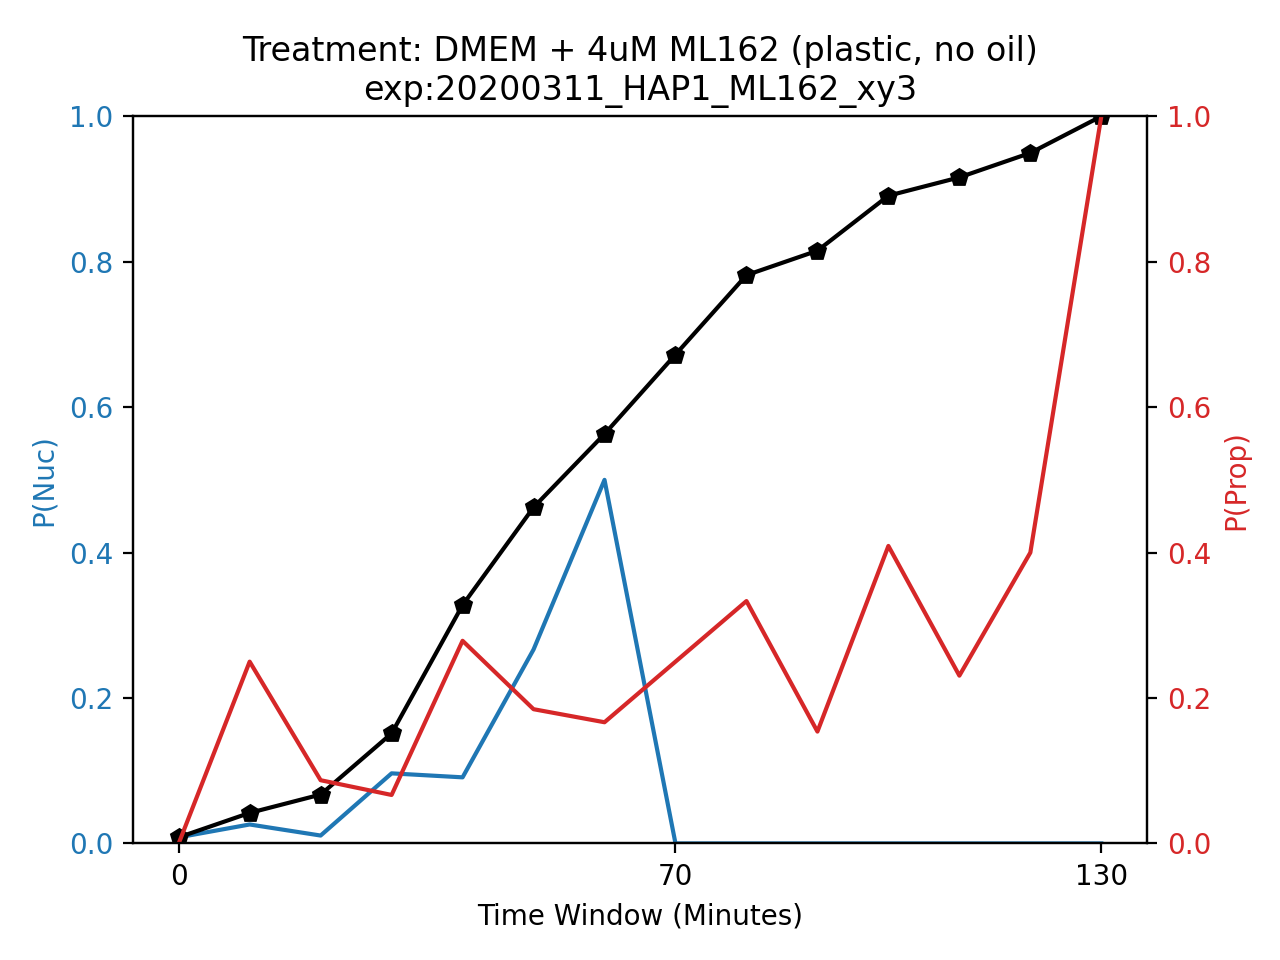 Treatment: DMEM + 4uM ML162 (plastic, no oil)
exp:20200311_HAP1_ML162_xy3
1.0
0.8
0.6
0.4
0.2
0.0
P(Nuc)
1.0
0.8
0.6
0.4
0.2
0.0
P(Prop)
0 70 130
Time Window (Minutes)